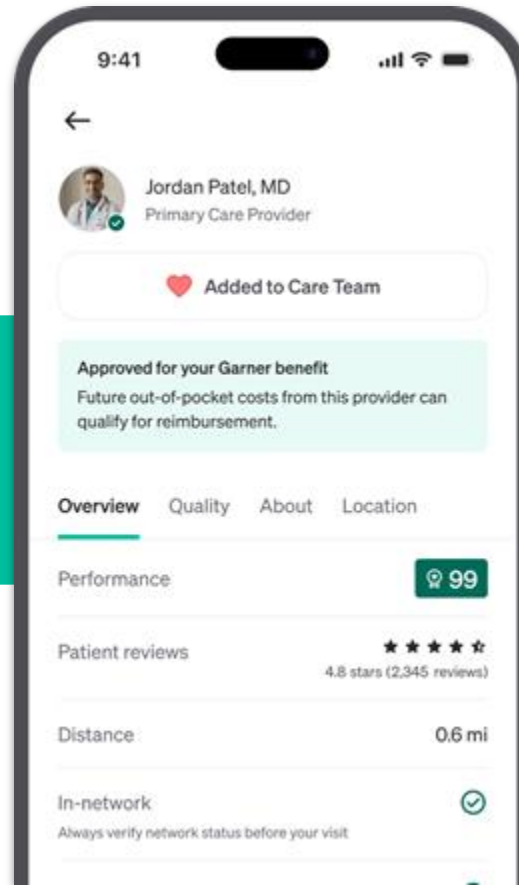 9:41
Jordan Patel, MD
Primary Care Provider
Added to Care Team
Approved for your Garner benefit
Future out-of-pocket costs from this provider can
qualify for reimbursement.
Overview Quality About Location
Performance 99
Patient reviews
4.8 stars (2,345 reviews)
Distance 0.6 mi
In-network
Always verify network status before your visit